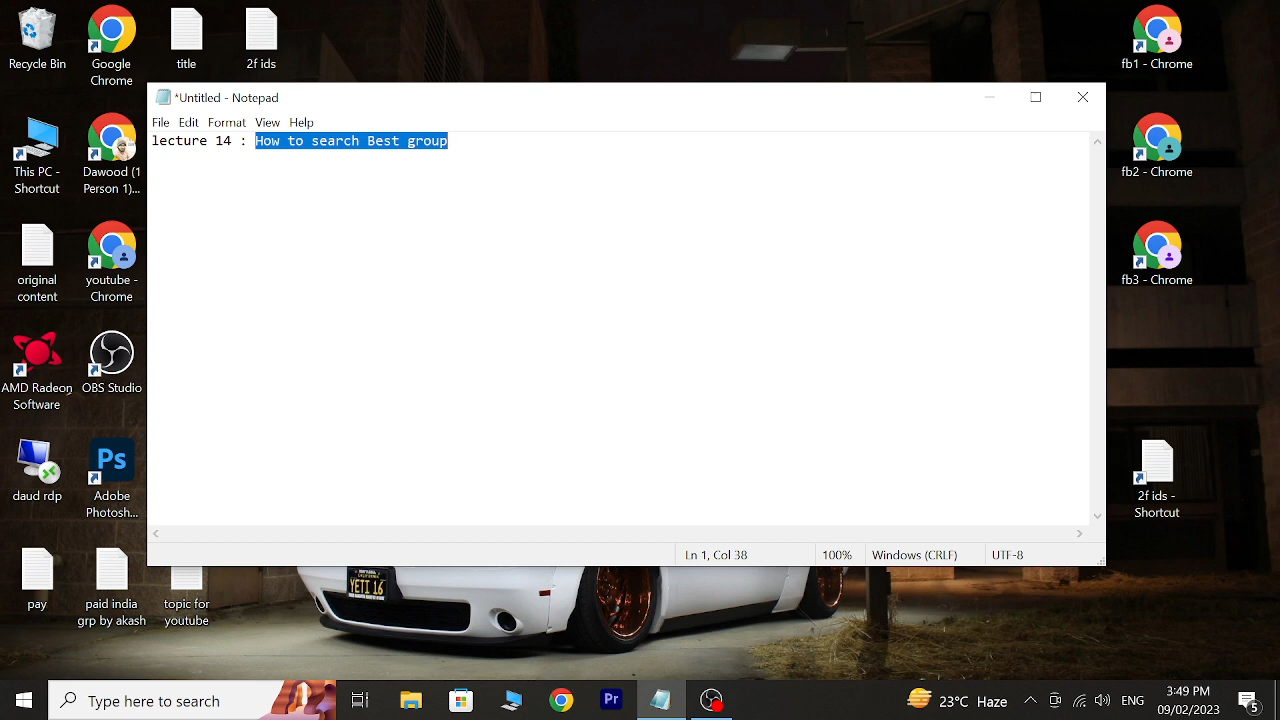 Recycle Bin
Google
Chrome
title
2f ids
fb1 - Chrome
*Untitled - Notepad
File Edit Format View Help
lecture 14 : How to search Best group
This PC -
Shortcut
Dawood (1
Person 1)...
fb2 - Chrome
original
content
youtube -
Chrome
fb3 - Chrome
AMD Radeon
Software
OBS Studio
daud rdp
Ps
Adobe
Photosh...
2f ids -
Shortcut
Ln 1, Col 38
100%
Windows (CRLF)
UTF-8
pay
paid india
grp by akash
topic for
youtube
YETI 16
Type here to search
Pr
23°C Haze
ENG
:49 PM
09/02/2023